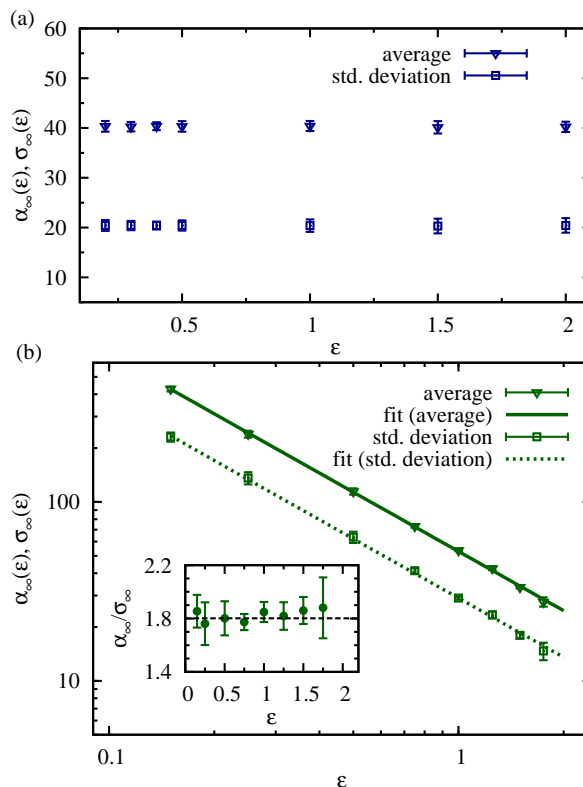 (a)
60
50
40
30
20
10
α∞(ε), σ∞(ε)
average
std. deviation
0.5 1 1.5 2
ε
(b)
100
10
α∞(ε), σ∞(ε)
average
fit (average)
std. deviation
fit (std. deviation)
2.2
1.8
1.4
α∞/σ∞
0 0.5 1 1.5 2
ε
0.1 1
ε